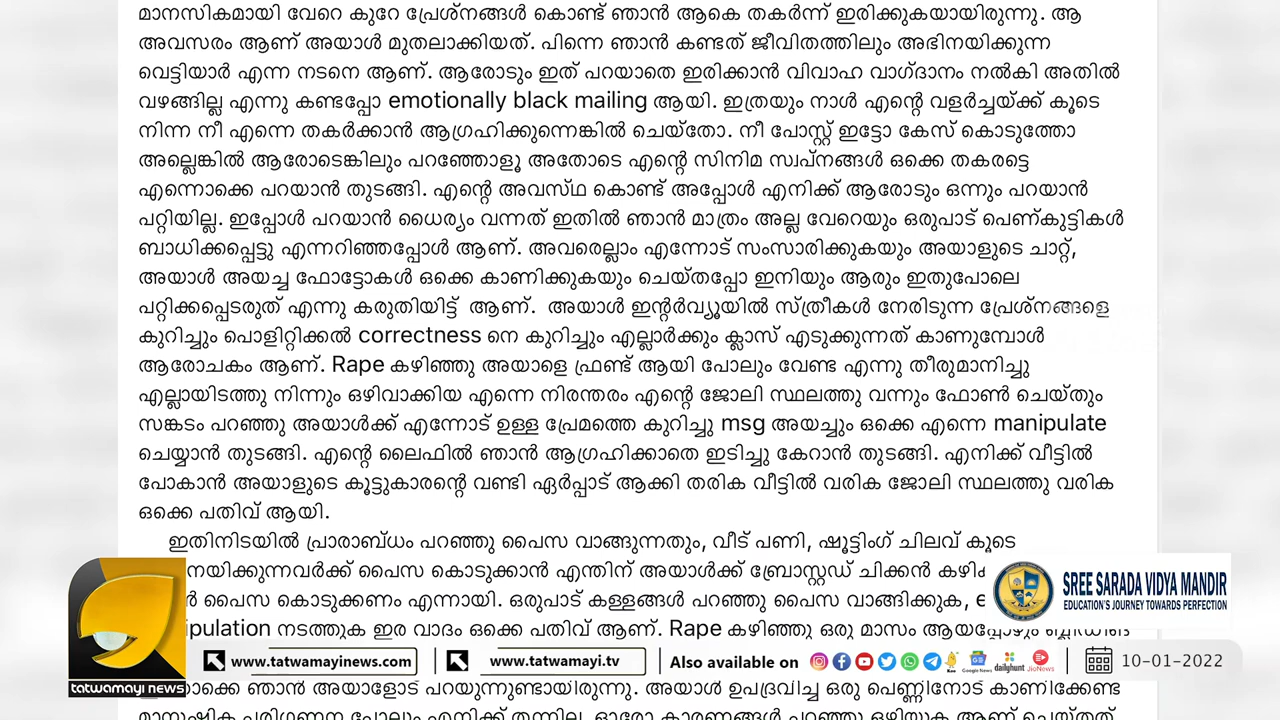 മാനസികമായി വേറെ കുറേ പ്രേശ്നങ്ങൾ കൊണ്ട് ഞാൻ ആകെ തകർന്ന് ഇരിക്കുകയായിരുന്നു. ആ
അവസരം ആണ് അയാൾ മുതലാക്കിയത്. പിന്നെ ഞാൻ കണ്ടത് ജീവിതത്തിലും അഭിനയിക്കുന്ന
വെട്ടിയാർ എന്ന നടനെ ആണ്. ആരോടും ഇത് പറയാതെ ഇരിക്കാൻ വിവാഹ വാഗ്ദാനം നൽകി അതിൽ
വഴങ്ങില്ല എന്നു കണ്ടപ്പോ emotionally black mailing ആയി. ഇത്രയും നാൾ എന്റെ വളർച്ചയ്ക്ക് കൂടെ
നിന്ന നീ എന്നെ തകർക്കാൻ ആഗ്രഹിക്കുന്നെങ്കിൽ ചെയ്തോ. നീ പോസ്റ്റ് ഇട്ടോ കേസ് കൊടുത്തോ
അല്ലെങ്കിൽ ആരോടെങ്കിലും പറഞ്ഞോളൂ അതോടെ എന്റെ സിനിമ സ്വപ്നങ്ങൾ ഒക്കെ തകരട്ടെ
എന്നൊക്കെ പറയാൻ തുടങ്ങി. എന്റെ അവസ്ഥ കൊണ്ട് അപ്പോൾ എനിക്ക് ആരോടും ഒന്നും പറയാൻ
പറ്റിയില്ല. ഇപ്പോൾ പറയാൻ ധൈര്യം വന്നത് ഇതിൽ ഞാൻ മാത്രം അല്ല വേറെയും ഒരുപാട് പെണ്കുട്ടികൾ
ബാധിക്കപ്പെട്ടു എന്നറിഞ്ഞപ്പോൾ ആണ്. അവരെല്ലാം എന്നോട് സംസാരിക്കുകയും അയാളുടെ ചാറ്റ്,
അയാൾ അയച്ച ഫോട്ടോകൾ ഒക്കെ കാണിക്കുകയും ചെയ്തപ്പോ ഇനിയും ആരും ഇതുപോലെ
പറ്റിക്കപ്പെടരുത് എന്നു കരുതിയിട്ട് ആണ്. അയാൾ ഇന്റർവ്യൂയിൽ സ്ത്രീകൾ നേരിടുന്ന പ്രേശ്നങ്ങളെ
കുറിച്ചും പൊളിറ്റിക്കൽ correctness നെ കുറിച്ചും എല്ലാർക്കും ക്ലാസ് എടുക്കുന്നത് കാണുമ്പോൾ
ആരോചകം ആണ്. Rape കഴിഞ്ഞു അയാളെ ഫ്രണ്ട് ആയി പോലും വേണ്ട എന്നു തീരുമാനിച്ചു
എല്ലായിടത്തു നിന്നും ഒഴിവാക്കിയ എന്നെ നിരന്തരം എന്റെ ജോലി സ്ഥലത്തു വന്നും ഫോൺ ചെയ്തും
സങ്കടം പറഞ്ഞു അയാൾക്ക് എന്നോട് ഉള്ള പ്രേമത്തെ കുറിച്ചു msg അയച്ചും ഒക്കെ എന്നെ manipulate
ചെയ്യാൻ തുടങ്ങി. എന്റെ ലൈഫിൽ ഞാൻ ആഗ്രഹിക്കാതെ ഇടിച്ചു കേറാൻ തുടങ്ങി. എനിക്ക് വീട്ടിൽ
പോകാൻ അയാളുടെ കൂട്ടുകാരന്റെ വണ്ടി ഏർപ്പാട് ആക്കി തരിക വീട്ടിൽ വരിക ജോലി സ്ഥലത്തു വരിക
ഒക്കെ പതിവ് ആയി.
ഇതിനിടയിൽ പ്രാരാബ്ധം പറഞ്ഞു പൈസ വാങ്ങുന്നതും, വീട് പണി, ഷൂട്ടിംഗ് ചിലവ് കൂടെ
നയിക്കുന്നവർക്ക് പൈസ കൊടുക്കാൻ എന്തിന് അയാൾക്ക് ബ്രോസ്റ്റഡ് ചിക്കൻ
പൈസ കൊടുക്കണം എന്നായി. ഒരുപാട് കള്ളങ്ങൾ പറഞ്ഞു പൈസ വാങ്ങിക്കുക,
ipulation നടത്തുക ഇര വാദം ഒക്കെ പതിവ് ആണ്. Rape കഴിഞ്ഞു ഒരു മാസം
ഞാൻ അയാളോട് പറയുന്നുണ്ടായിരുന്നു. അയാൾ ഉപദ്രവിച്ച ഒരു പെണ്ണിനോട് കാണിക്കേണ്ട
SREE SARADA VIDYA MANDIR
EDUCATION'S JOURNEY TOWARDS PERFECTION
tatwamayi news
www.tatwamayinews.com
www.tatwamayi.tv
Also available on
Google News
dailyhunt
JioNews
10-01-2022